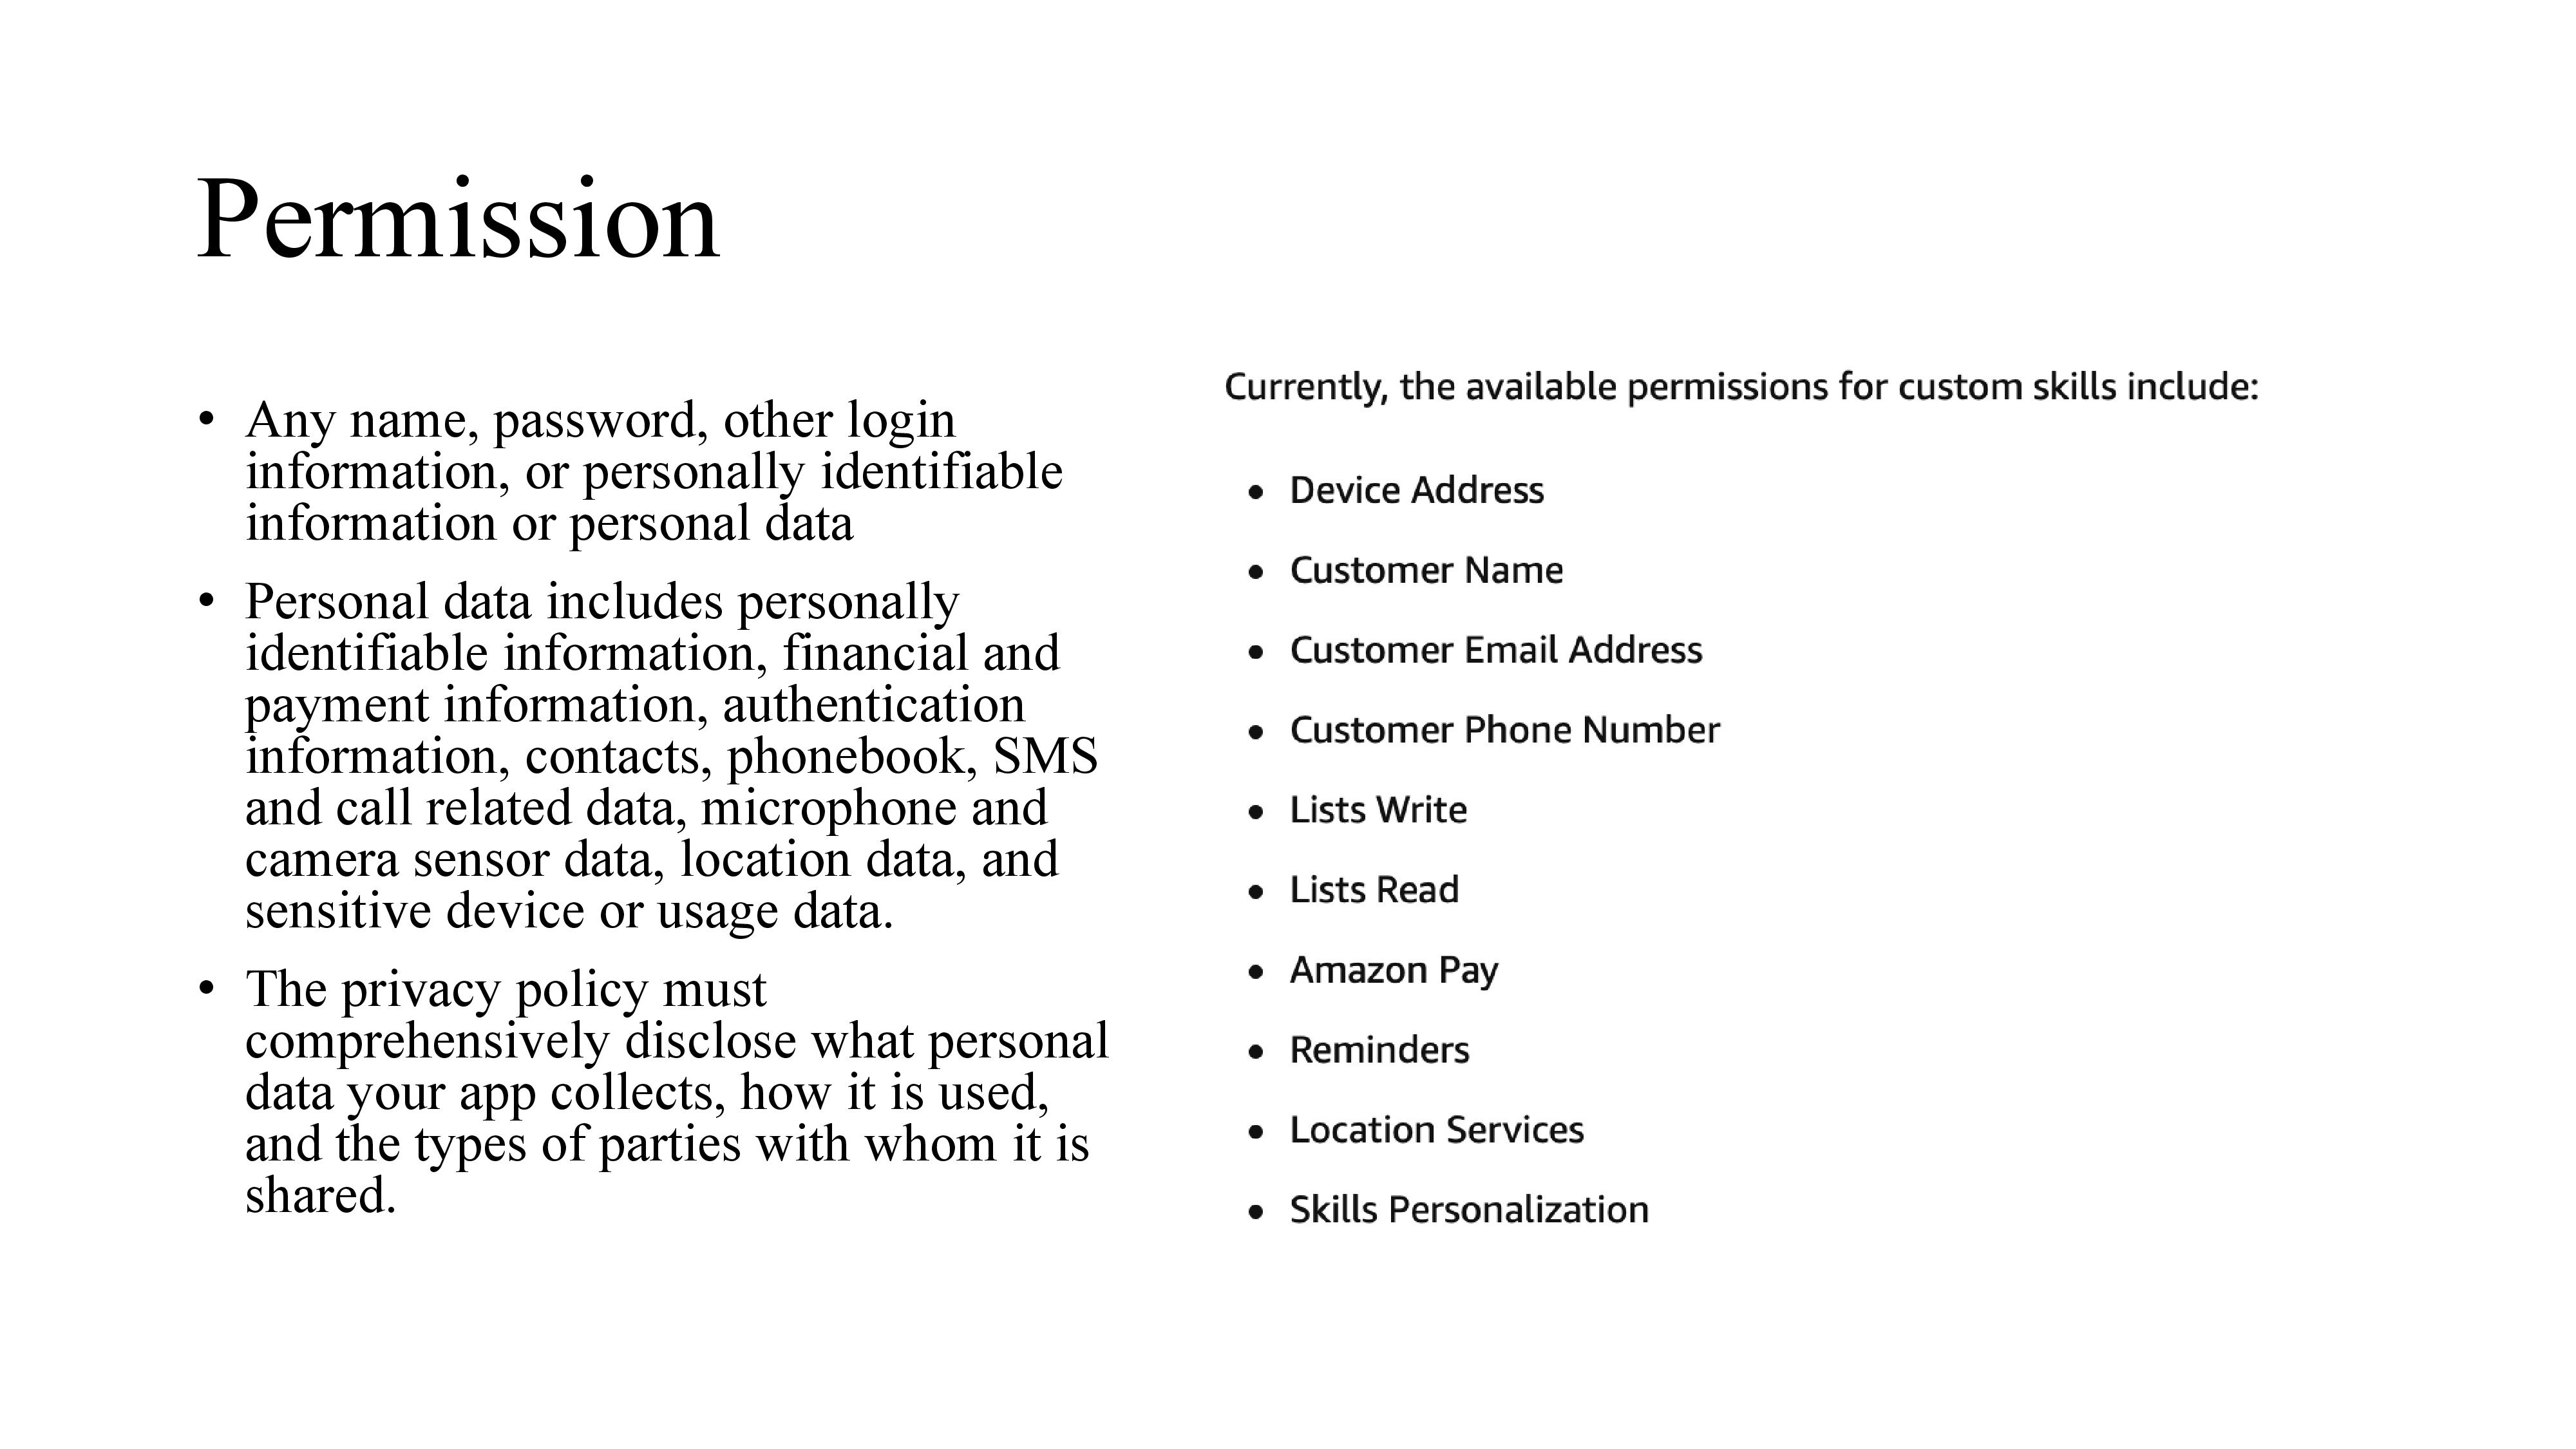 Permission
• Any name, password, other login
information, or personally identifiable
information or personal data
• Personal data includes personally
identifiable information, financial and
payment information, authentication
information, contacts, phonebook, SMS
and call related data, microphone and
camera sensor data, location data, and
sensitive device or usage data.
• The privacy policy must
comprehensively disclose what personal
data your app collects, how it is used,
and the types of parties with whom it is
shared.
Currently, the available permissions for custom skills include:
• Device Address
• Customer Name
• Customer Email Address
• Customer Phone Number
• Lists Write
• Lists Read
• Amazon Pay
• Reminders
• Location Services
• Skills Personalization